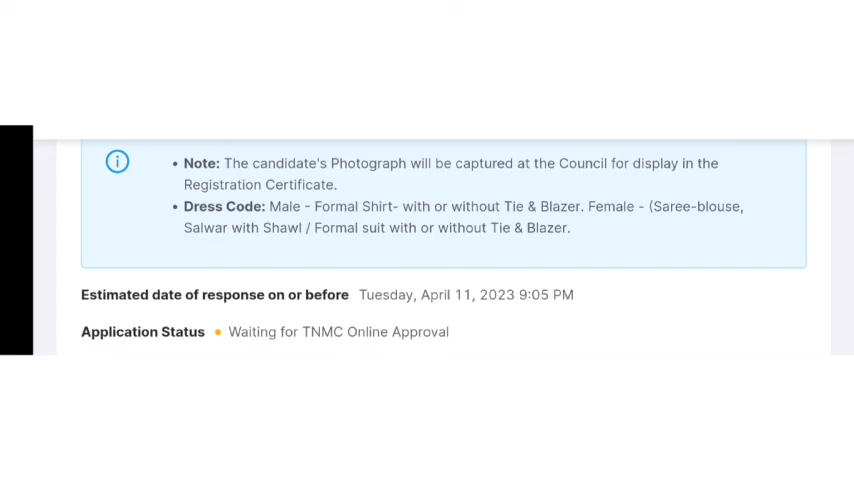 • Note: The candidate's Photograph will be captured at the Council for display in the
Registration Certificate.
• Dress Code: Male - Formal Shirt- with or without Tie & Blazer. Female - (Saree-blouse,
Salwar with Shawl / Formal suit with or without Tie & Blazer.
Estimated date of response on or before Tuesday, April 11, 2023 9:05 PM
Application Status • Waiting for TNMC Online Approval